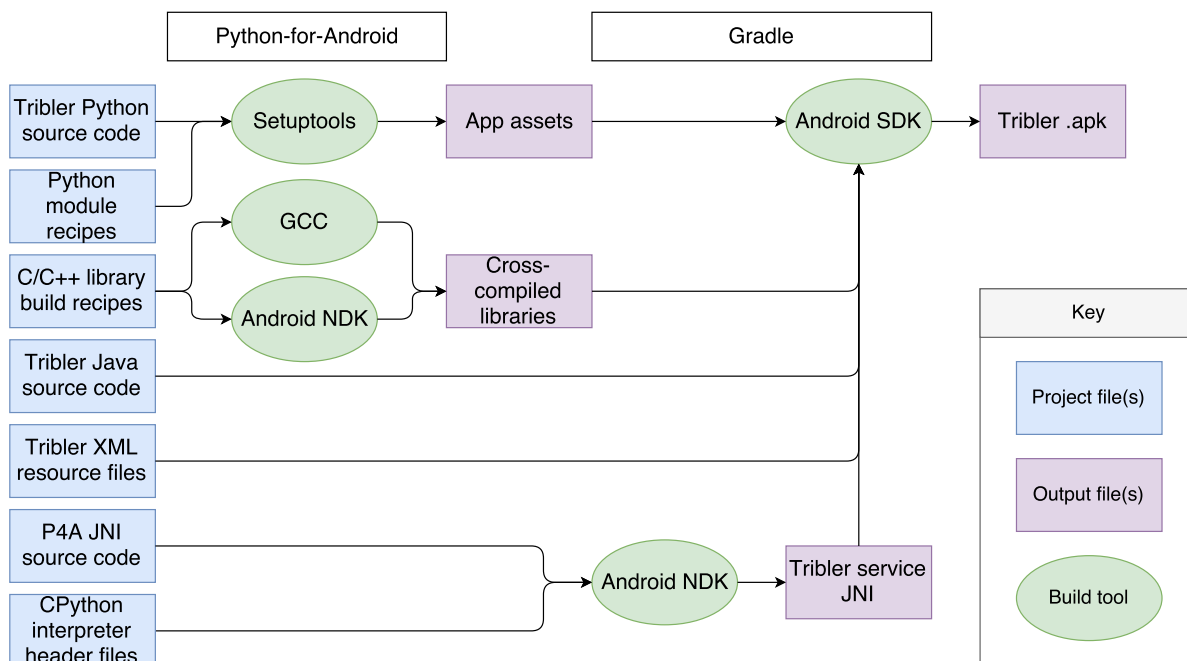 Python-for-Android
Gradle
Tribler Python
source code
Setuptools
App assets
Android SDK
Tribler .apk
Python
module
recipes
GCC
C/C++ library
build recipes
Android NDK
Cross-
compiled
libraries
Tribler Java
source code
Tribler XML
resource files
P4A JNI
source code
CPython
interpreter
header files
Android NDK
Tribler service
JNI
Key
Project file(s)
Output file(s)
Build tool